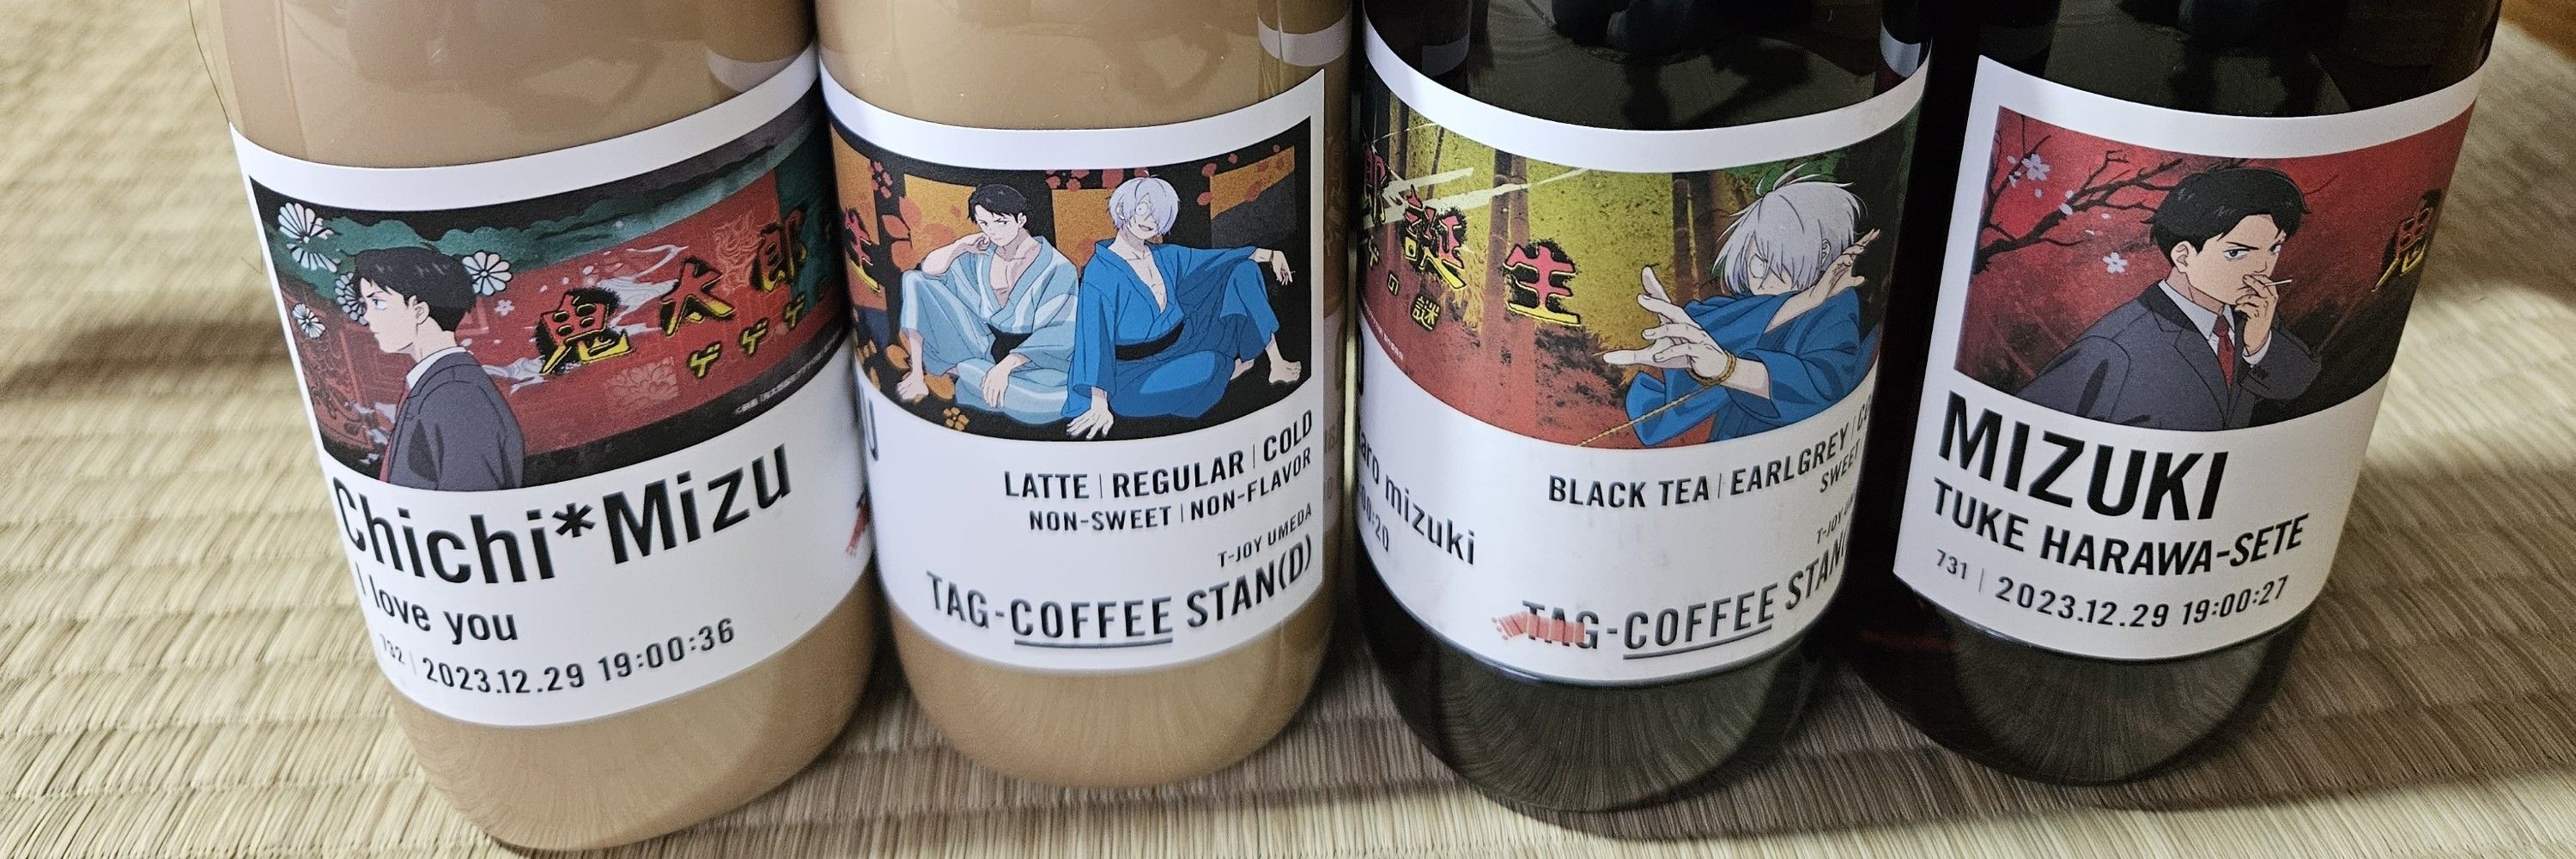 鬼太郎
ゲゲゲ
Chichi*Mizu
I love you
732 | 2023.12.29 19:00:36
生
LATTE | REGULAR | COLD
NON-SWEET | NON-FLAVOR
T-JOY UMEDA
TAG-COFFEE STAN(D)
郎誕生
の謎
mizuki
BLACK TEA | EARLGREY |
SWEET
T-JOY
TAG-COFFEE
鬼
MIZUKI
TUKE HARAWA-SETE
731 | 2023.12.29 19:00:27